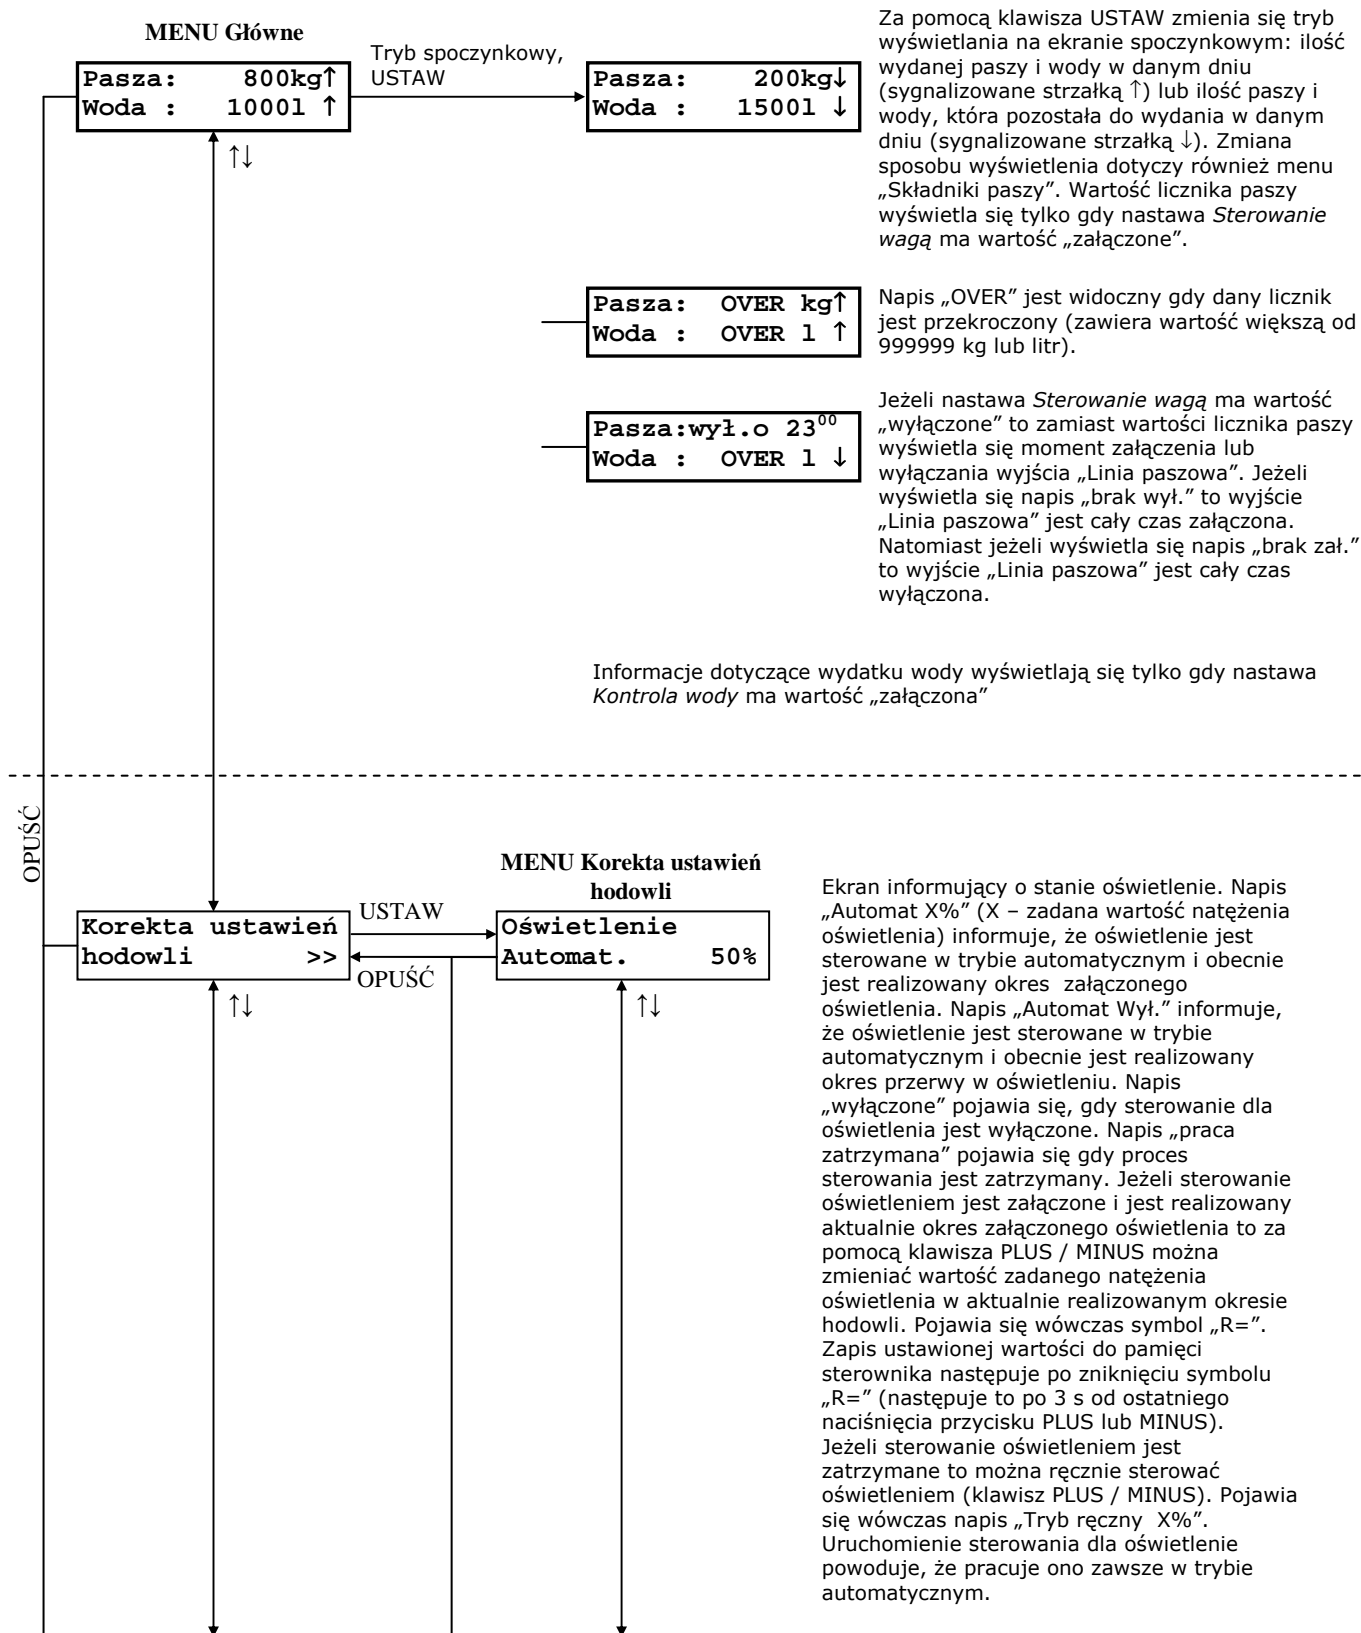 MENU Główne
Pasza: 800kg↑
Woda : 1000l ↑
Tryb spoczynkowy,
USTAW
Pasza: 200kg↓
Woda : 1500l ↓
Za pomocą klawisza USTAW zmienia się tryb
wyświetlania na ekranie spoczynkowym: ilość
wydanej paszy i wody w danym dniu
(sygnalizowane strzałką ↑) lub ilość paszy i
wody, która pozostała do wydania w danym
dniu (sygnalizowane strzałką ↓). Zmiana
sposobu wyświetlenia dotyczy również menu
„Składniki paszy”. Wartość licznika paszy
wyświetla się tylko gdy nastawa Sterowanie
wagą ma wartość „załączone”.
↑↓
Pasza: OVER kg↑
Woda : OVER l ↑
Napis „OVER” jest widoczny gdy dany licznik
jest przekroczony (zawiera wartość większą od
999999 kg lub litr).
Pasza:wył.o 23⁰⁰
Woda : OVER l ↓
Jeżeli nastawa Sterowanie wagą ma wartość
„wyłączone” to zamiast wartości licznika paszy
wyświetla się moment załączenia lub
wyłączania wyjścia „Linia paszowa”. Jeżeli
wyświetla się napis „brak wył.” to wyjście
„Linia paszowa” jest cały czas załączona.
Natomiast jeżeli wyświetla się napis „brak zał.”
to wyjście „Linia paszowa” jest cały czas
wyłączona.
Informacje dotyczące wydatku wody wyświetlają się tylko gdy nastawa
Kontrola wody ma wartość „załączona”
OPUŚĆ
Korekta ustawień
hodowli >>
USTAW
OPUŚĆ
↑↓
MENU Korekta ustawień
hodowli
Oświetlenie
Automat. 50%
↑↓
Ekran informujący o stanie oświetlenie. Napis
„Automat X%” (X – zadana wartość natężenia
oświetlenia) informuje, że oświetlenie jest
sterowane w trybie automatycznym i obecnie
jest realizowany okres załączonego
oświetlenia. Napis „Automat Wył.” informuje,
że oświetlenie jest sterowane w trybie
automatycznym i obecnie jest realizowany
okres przerwy w oświetleniu. Napis
„wyłączone” pojawia się, gdy sterowanie dla
oświetlenia jest wyłączone. Napis „praca
zatrzymana” pojawia się gdy proces
sterowania jest zatrzymany. Jeżeli sterowanie
oświetleniem jest załączone i jest realizowany
aktualnie okres załączonego oświetlenia to za
pomocą klawisza PLUS / MINUS można
zmieniać wartość zadanego natężenia
oświetlenia w aktualnie realizowanym okresie
hodowli. Pojawia się wówczas symbol „R=”.
Zapis ustawionej wartości do pamięci
sterownika następuje po zniknięciu symbolu
„R=” (następuje to po 3 s od ostatniego
naciśnięcia przycisku PLUS lub MINUS).
Jeżeli sterowanie oświetleniem jest
zatrzymane to można ręcznie sterować
oświetleniem (klawisz PLUS / MINUS). Pojawia
się wówczas napis „Tryb ręczny X%”.
Uruchomienie sterowania dla oświetlenie
powoduje, że pracuje ono zawsze w trybie
automatycznym.